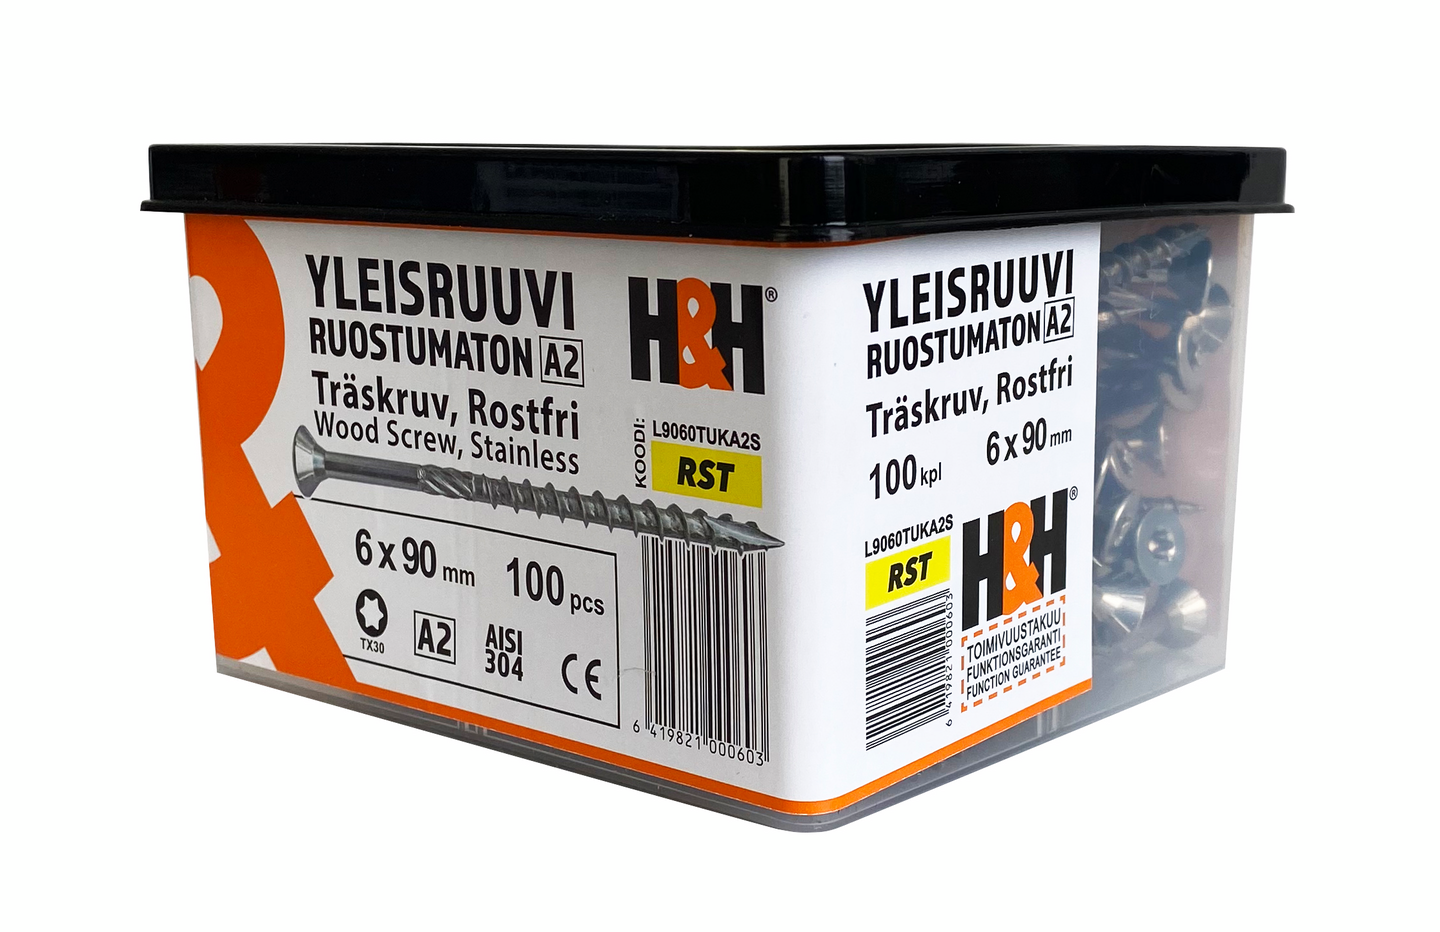 YLEISRUUVI
RUOSTUMATON A2
Träskruv, Rostfri
Wood Screw, Stainless
H&H®
KOODI: L9060TUKA2S
RST
6 x 90 mm 100 pcs
TX30
A2
AISI
304
CE
6 419821 000603
YLEISRUUVI
RUOSTUMATON A2
Träskruv, Rostfri
6 x 90 mm
100 kpl
L9060TUKA2S
RST
H&H®
6 419821 000603
TOIMIVUUSTAKUU
FUNKTIONSGARANTI
FUNCTION GUARANTEE